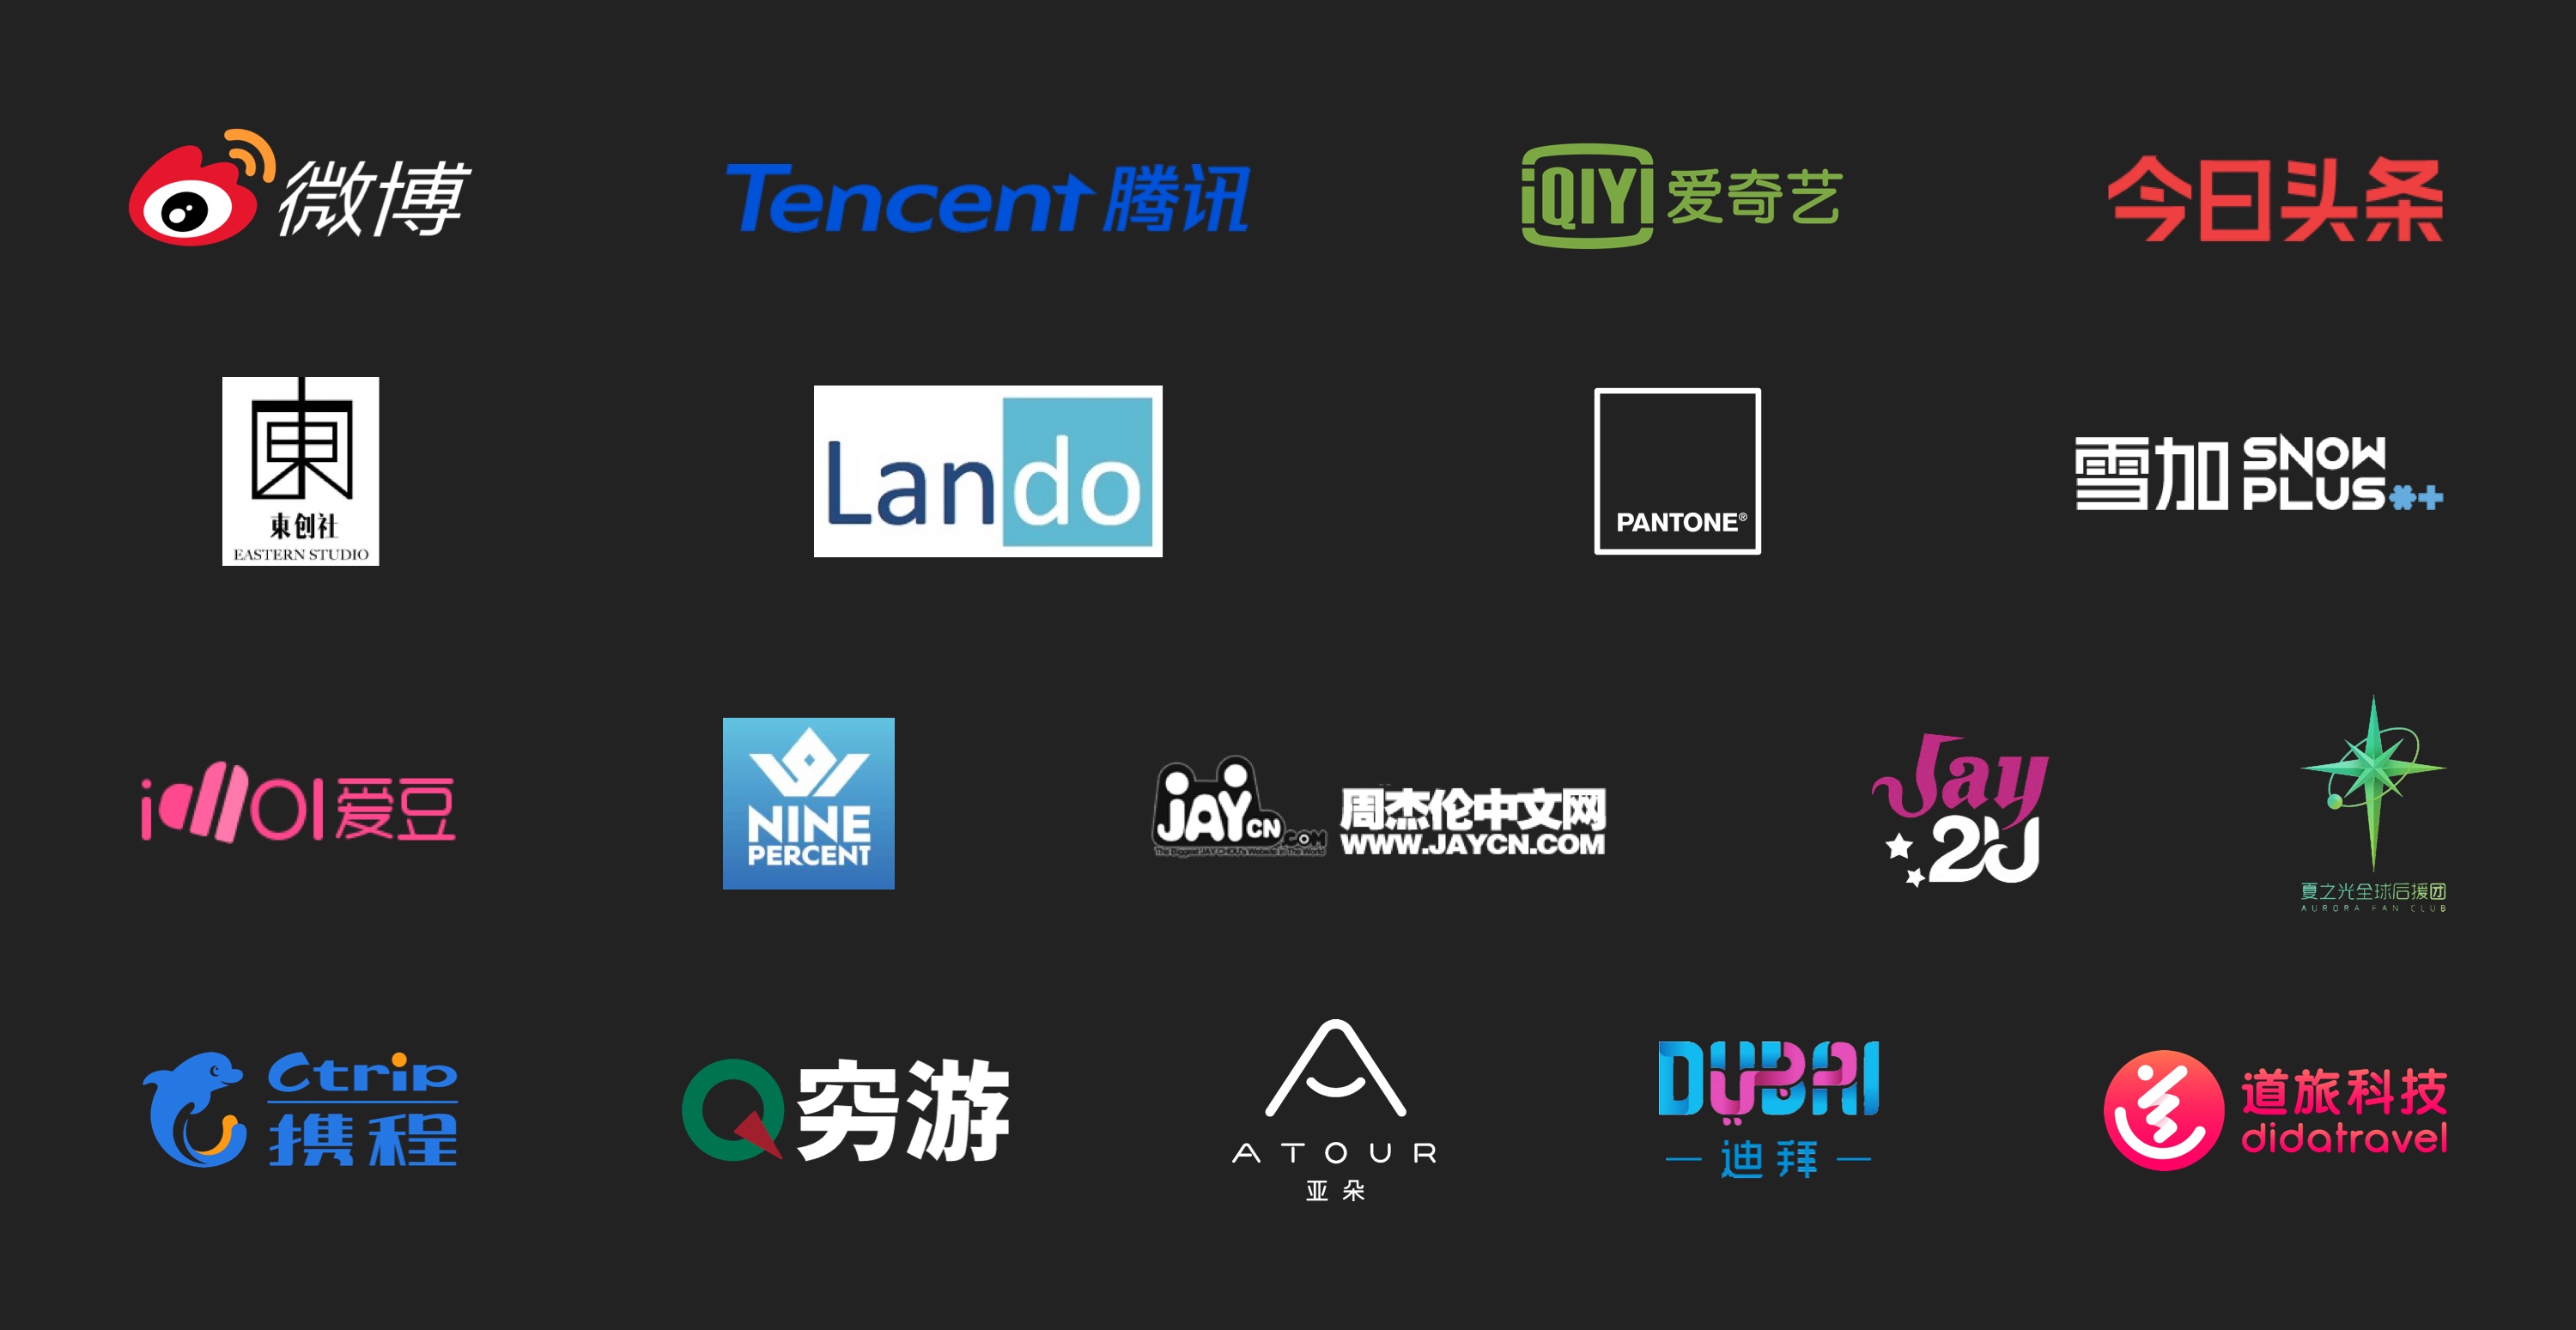 微博
Tencent 腾讯
iQIYI 爱奇艺
今日头条
東
東创社
EASTERN STUDIO
Lando
PANTONE®
雪加 SNOW
PLUS
idol 爱豆
NINE
PERCENT
JAYCN.COM
The Biggest JAY CHOU's Website In The World
周杰伦中文网
WWW.JAYCN.COM
Jay
2U
夏之光全球后援团
AURORA FAN CLUB
Ctrip
携程
穷游
ATOUR
亚朵
DUBAI
迪拜
道旅科技
didatravel